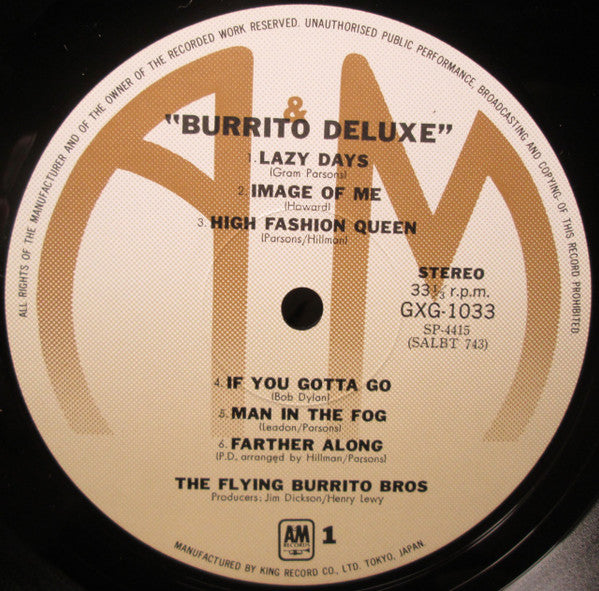 ALL RIGHTS OF THE MANUFACTURER AND OF THE OWNER OF THE RECORDED WORK RESERVED. UNAUTHORISED PUBLIC PERFORMANCE, BROADCASTING AND COPYING OF THIS RECORD PROHIBITED.
A&M
"BURRITO DELUXE"
1. LAZY DAYS
(Gram Parsons)
2. IMAGE OF ME
(Howard)
3. HIGH FASHION QUEEN
(Parsons/Hillman)
STEREO
33⅓ r.p.m.
GXG-1033
SP-4415
(SALBT 743)
4. IF YOU GOTTA GO
(Bob Dylan)
5. MAN IN THE FOG
(Leadon/Parsons)
6. FARTHER ALONG
(P.D. arranged by Hillman/Parsons)
THE FLYING BURRITO BROS
Producers: Jim Dickson/Henry Lewy
AM
RECORDS
1
MANUFACTURED BY KING RECORD CO., LTD. TOKYO, JAPAN.